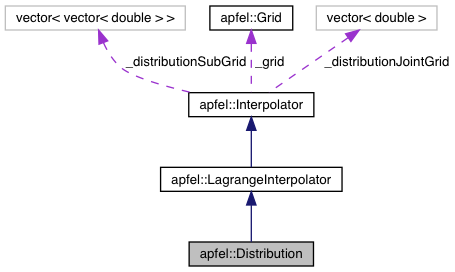 vector< vector< double > >
apfel::Grid
vector< double >
_distributionSubGrid
_grid
_distributionJointGrid
apfel::Interpolator
apfel::LagrangeInterpolator
apfel::Distribution